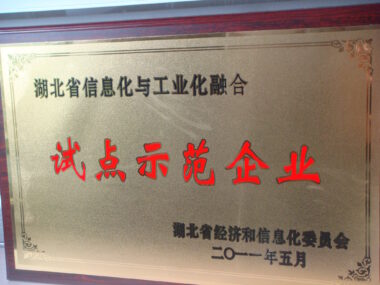 湖北省信息化与工业化融合
试点示范企业
湖北省经济和信息化委员会
二〇一一年五月